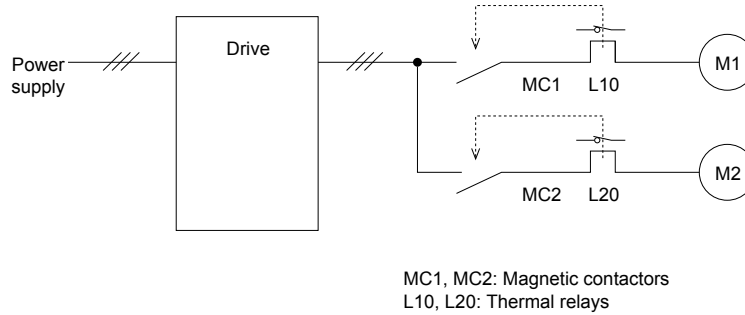 Power
supply
Drive
MC1
L10
M1
MC2
L20
M2
MC1, MC2: Magnetic contactors
L10, L20: Thermal relays